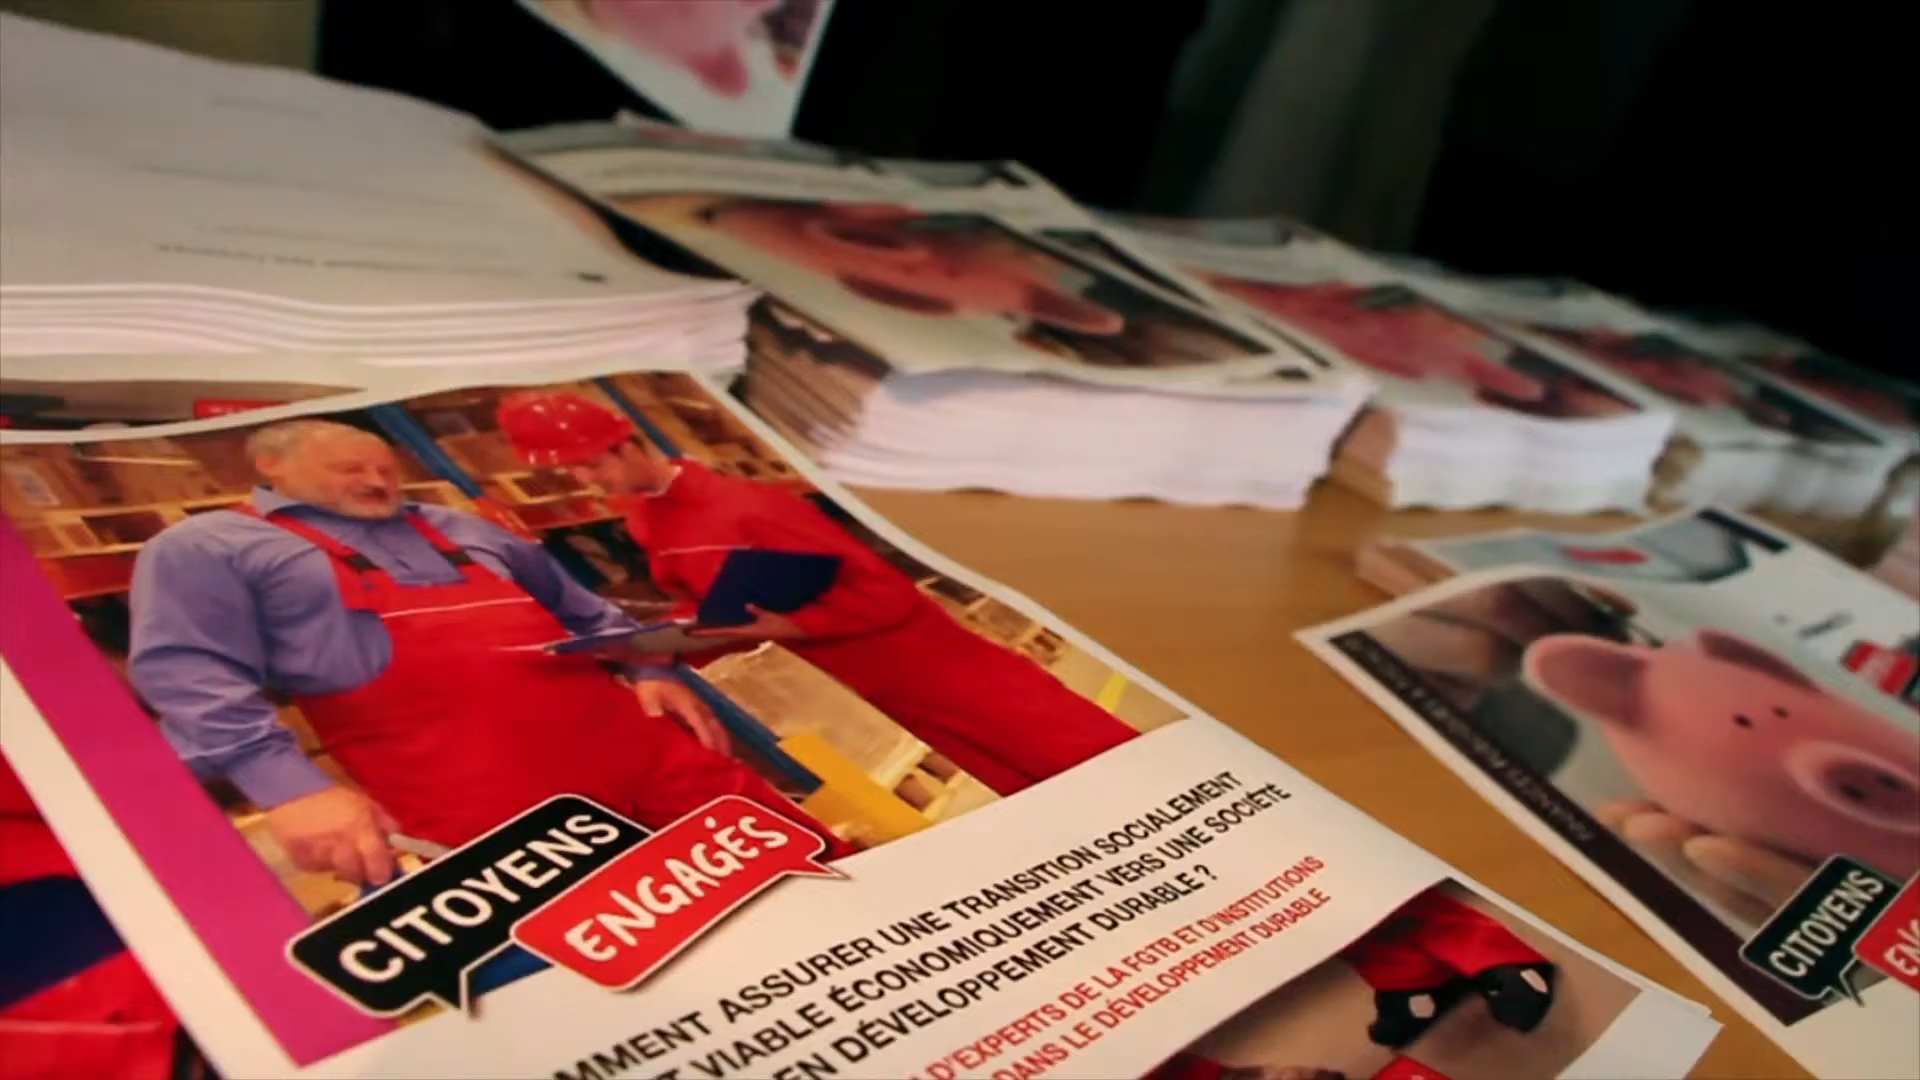 CITOYENS
ENGAGÉS
MMENT ASSURER UNE TRANSITION SOCIALEMENT
T VIABLE ÉCONOMIQUEMENT VERS UNE SOCIÉTÉ
EN DÉVELOPPEMENT DURABLE ?
D'EXPERTS DE LA FGTB ET D'INSTITUTIONS
DANS LE DÉVELOPPEMENT DURABLE
CITOYENS
EN